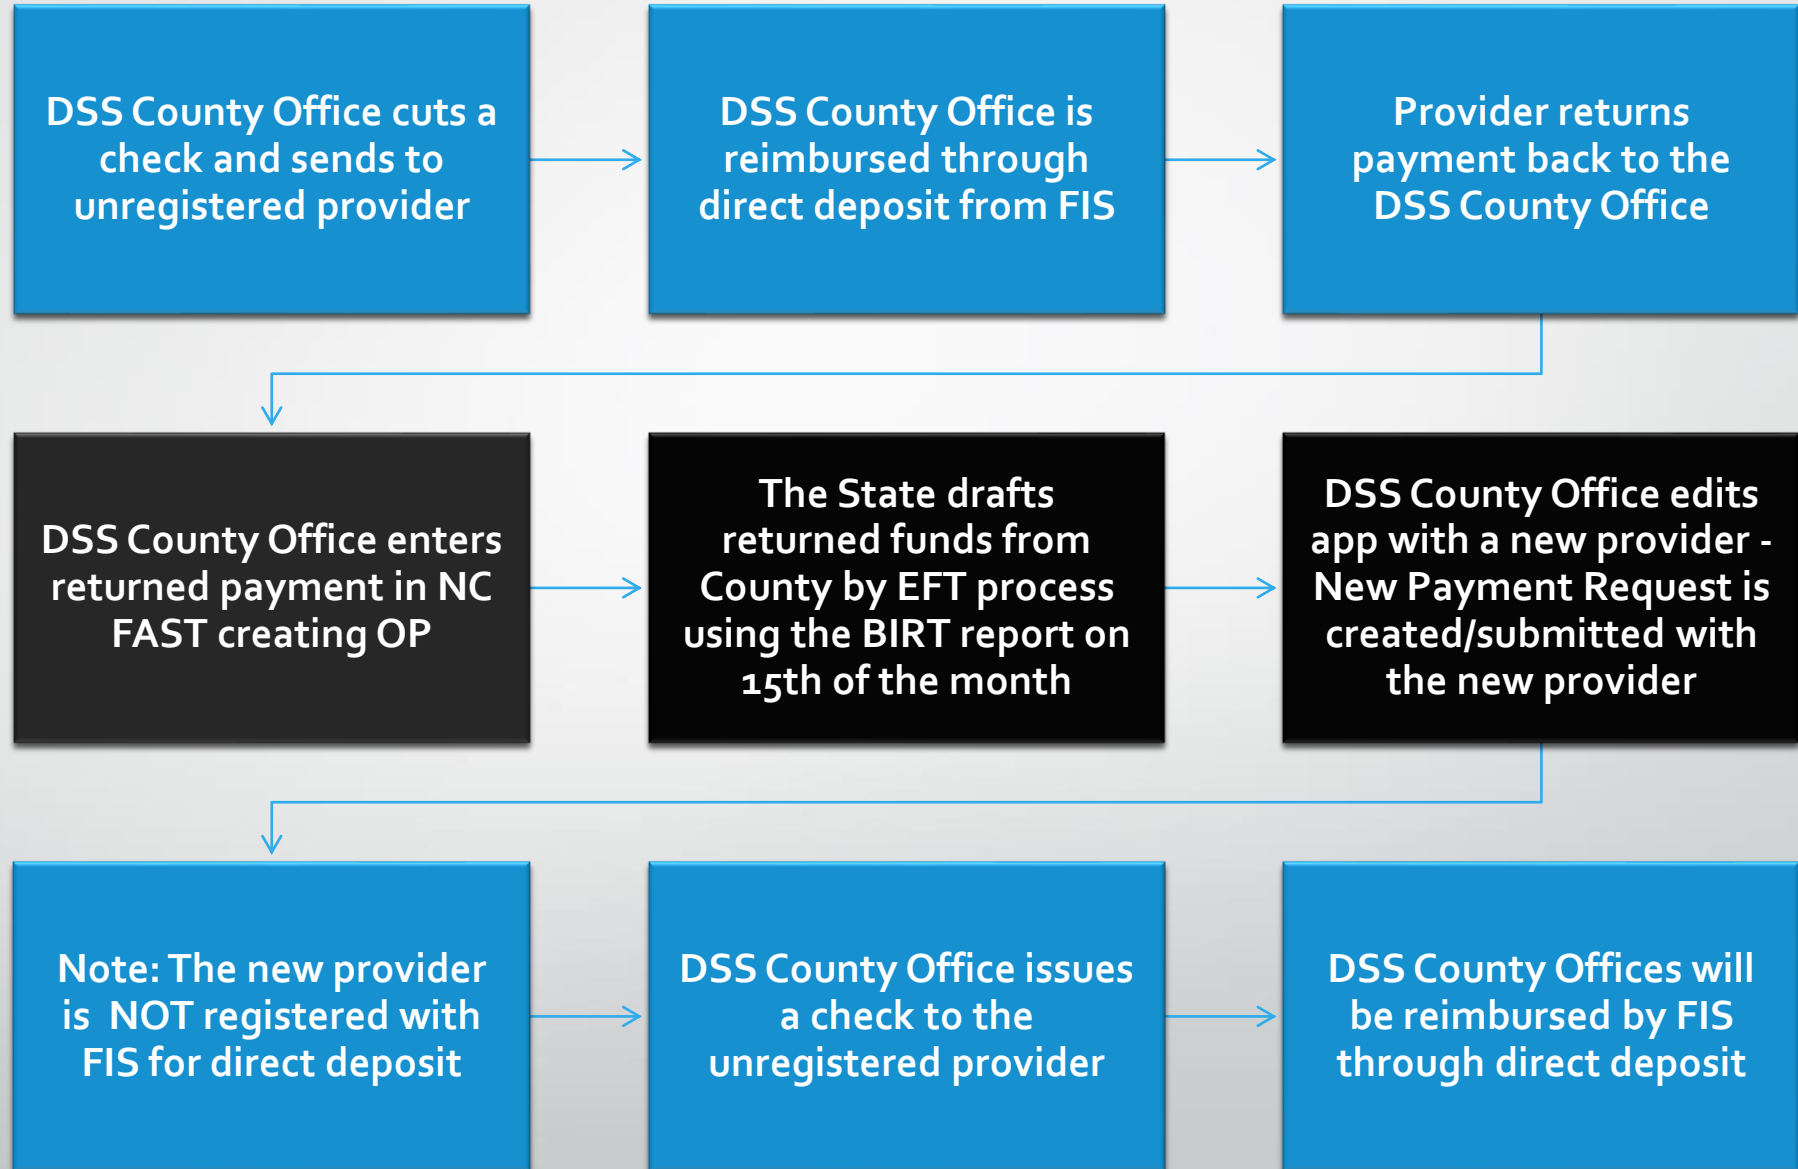 DSS County Office cuts a
check and sends to
unregistered provider
DSS County Office is
reimbursed through
direct deposit from FIS
Provider returns
payment back to the
DSS County Office
DSS County Office enters
returned payment in NC
FAST creating OP
The State drafts
returned funds from
County by EFT process
using the BIRT report on
15th of the month
DSS County Office edits
app with a new provider -
New Payment Request is
created/submitted with
the new provider
Note: The new provider
is NOT registered with
FIS for direct deposit
DSS County Office issues
a check to the
unregistered provider
DSS County Offices will
be reimbursed by FIS
through direct deposit